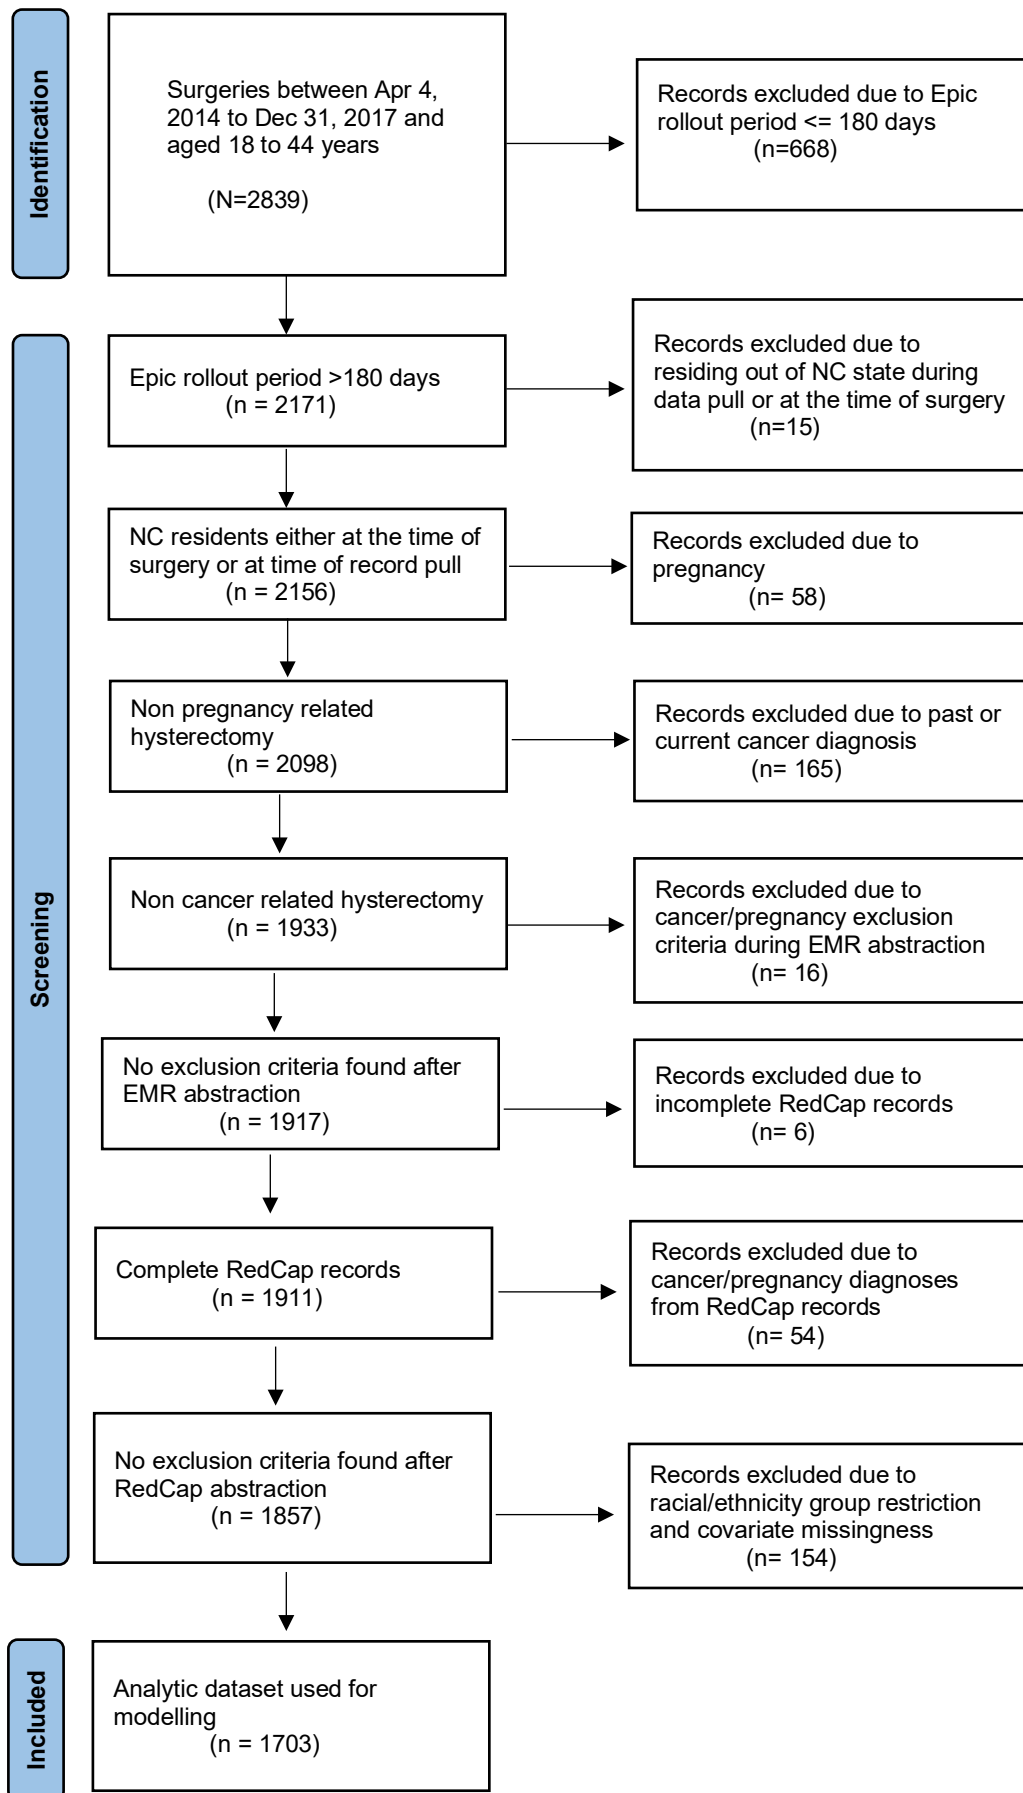 Identification
Surgeries between Apr 4,
2014 to Dec 31, 2017 and
aged 18 to 44 years
(N=2839)
Records excluded due to Epic
rollout period <= 180 days
(n=668)
Screening
Epic rollout period >180 days
(n = 2171)
Records excluded due to
residing out of NC state during
data pull or at the time of surgery
(n=15)
NC residents either at the time of
surgery or at time of record pull
(n = 2156)
Records excluded due to
pregnancy
(n= 58)
Non pregnancy related
hysterectomy
(n = 2098)
Records excluded due to past or
current cancer diagnosis
(n= 165)
Non cancer related hysterectomy
(n = 1933)
Records excluded due to
cancer/pregnancy exclusion
criteria during EMR abstraction
(n= 16)
No exclusion criteria found after
EMR abstraction
(n = 1917)
Records excluded due to
incomplete RedCap records
(n= 6)
Complete RedCap records
(n = 1911)
Records excluded due to
cancer/pregnancy diagnoses
from RedCap records
(n= 54)
No exclusion criteria found after
RedCap abstraction
(n = 1857)
Records excluded due to
racial/ethnicity group restriction
and covariate missingness
(n= 154)
Included
Analytic dataset used for
modelling
(n = 1703)